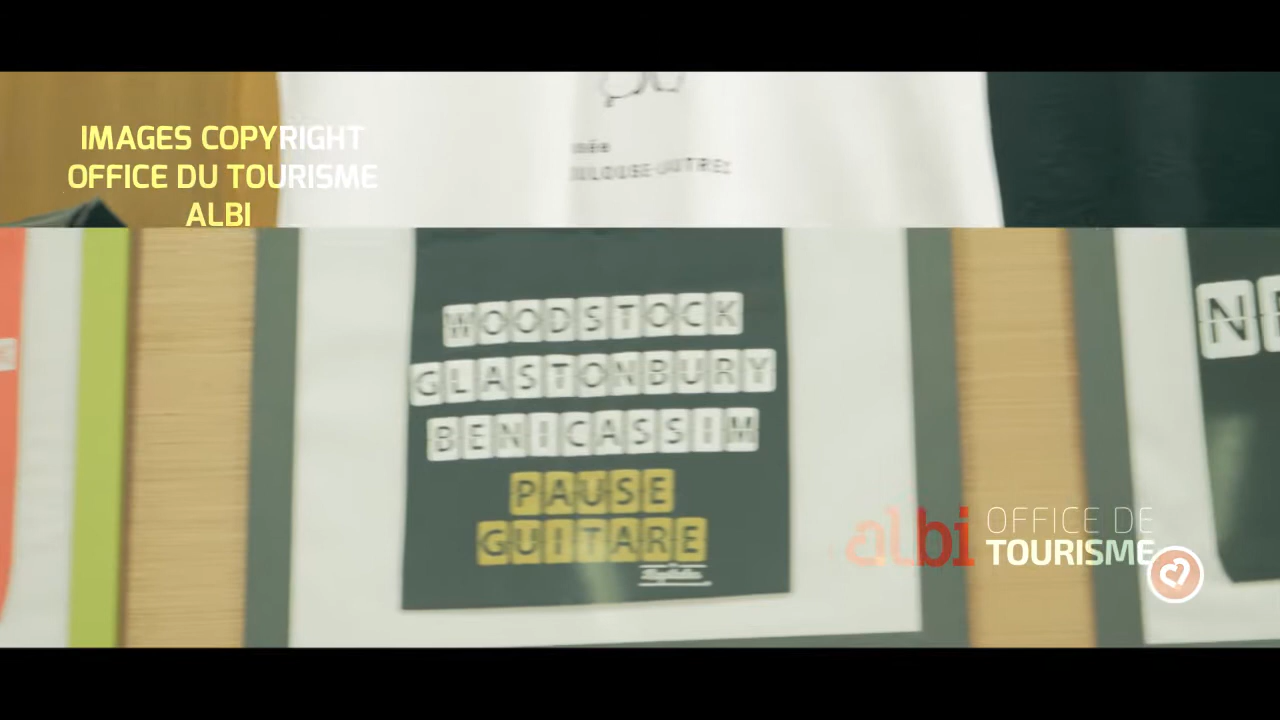 IMAGES COPYRIGHT
OFFICE DU TOURISME
ALBI
WOODSTOCK
GLASTONBURY
BENICASSIM
PAUSE
GUITARE
albi OFFICE DE
TOURISME